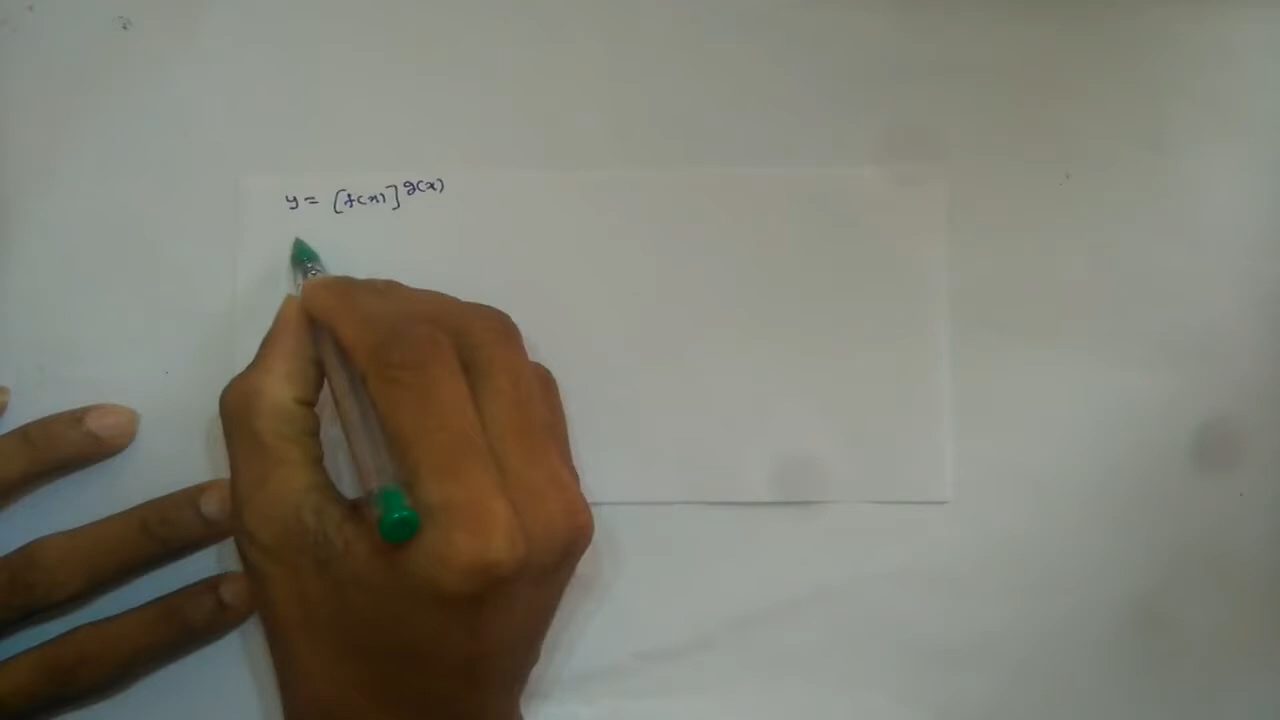 y = [f(x)]^g(x)